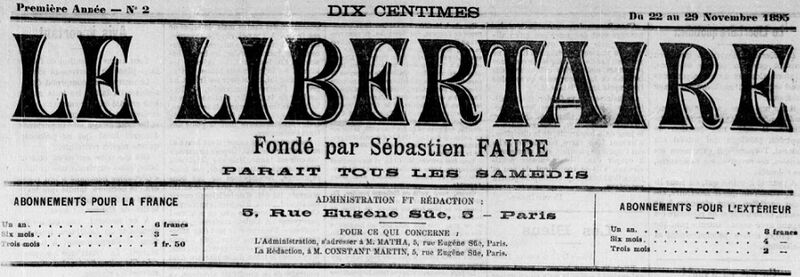 Première Année — Nº 2
DIX CENTIMES
Du 22 au 29 Novembre 1895
LE LIBERTAIRE
Fondé par Sébastien FAURE
PARAIT TOUS LES SAMEDIS
ABONNEMENTS POUR LA FRANCE
Un an. 6 francs
Six mois 3 —
Trois mois 1 fr. 50
ADMINISTRATION ET RÉDACTION :
5, Rue Eugène Süe, 5 — Paris
POUR CE QUI CONCERNE :
L'Administration, s'adresser à M. MATHA, 5, rue Eugène Süe, Paris.
La Rédaction, à M. CONSTANT MARTIN, 5, rue Eugène Süe, Paris.
ABONNEMENTS POUR L'EXTÉRIEUR
Un an. 8 francs
Six mois 4 —
Trois mois 2 —